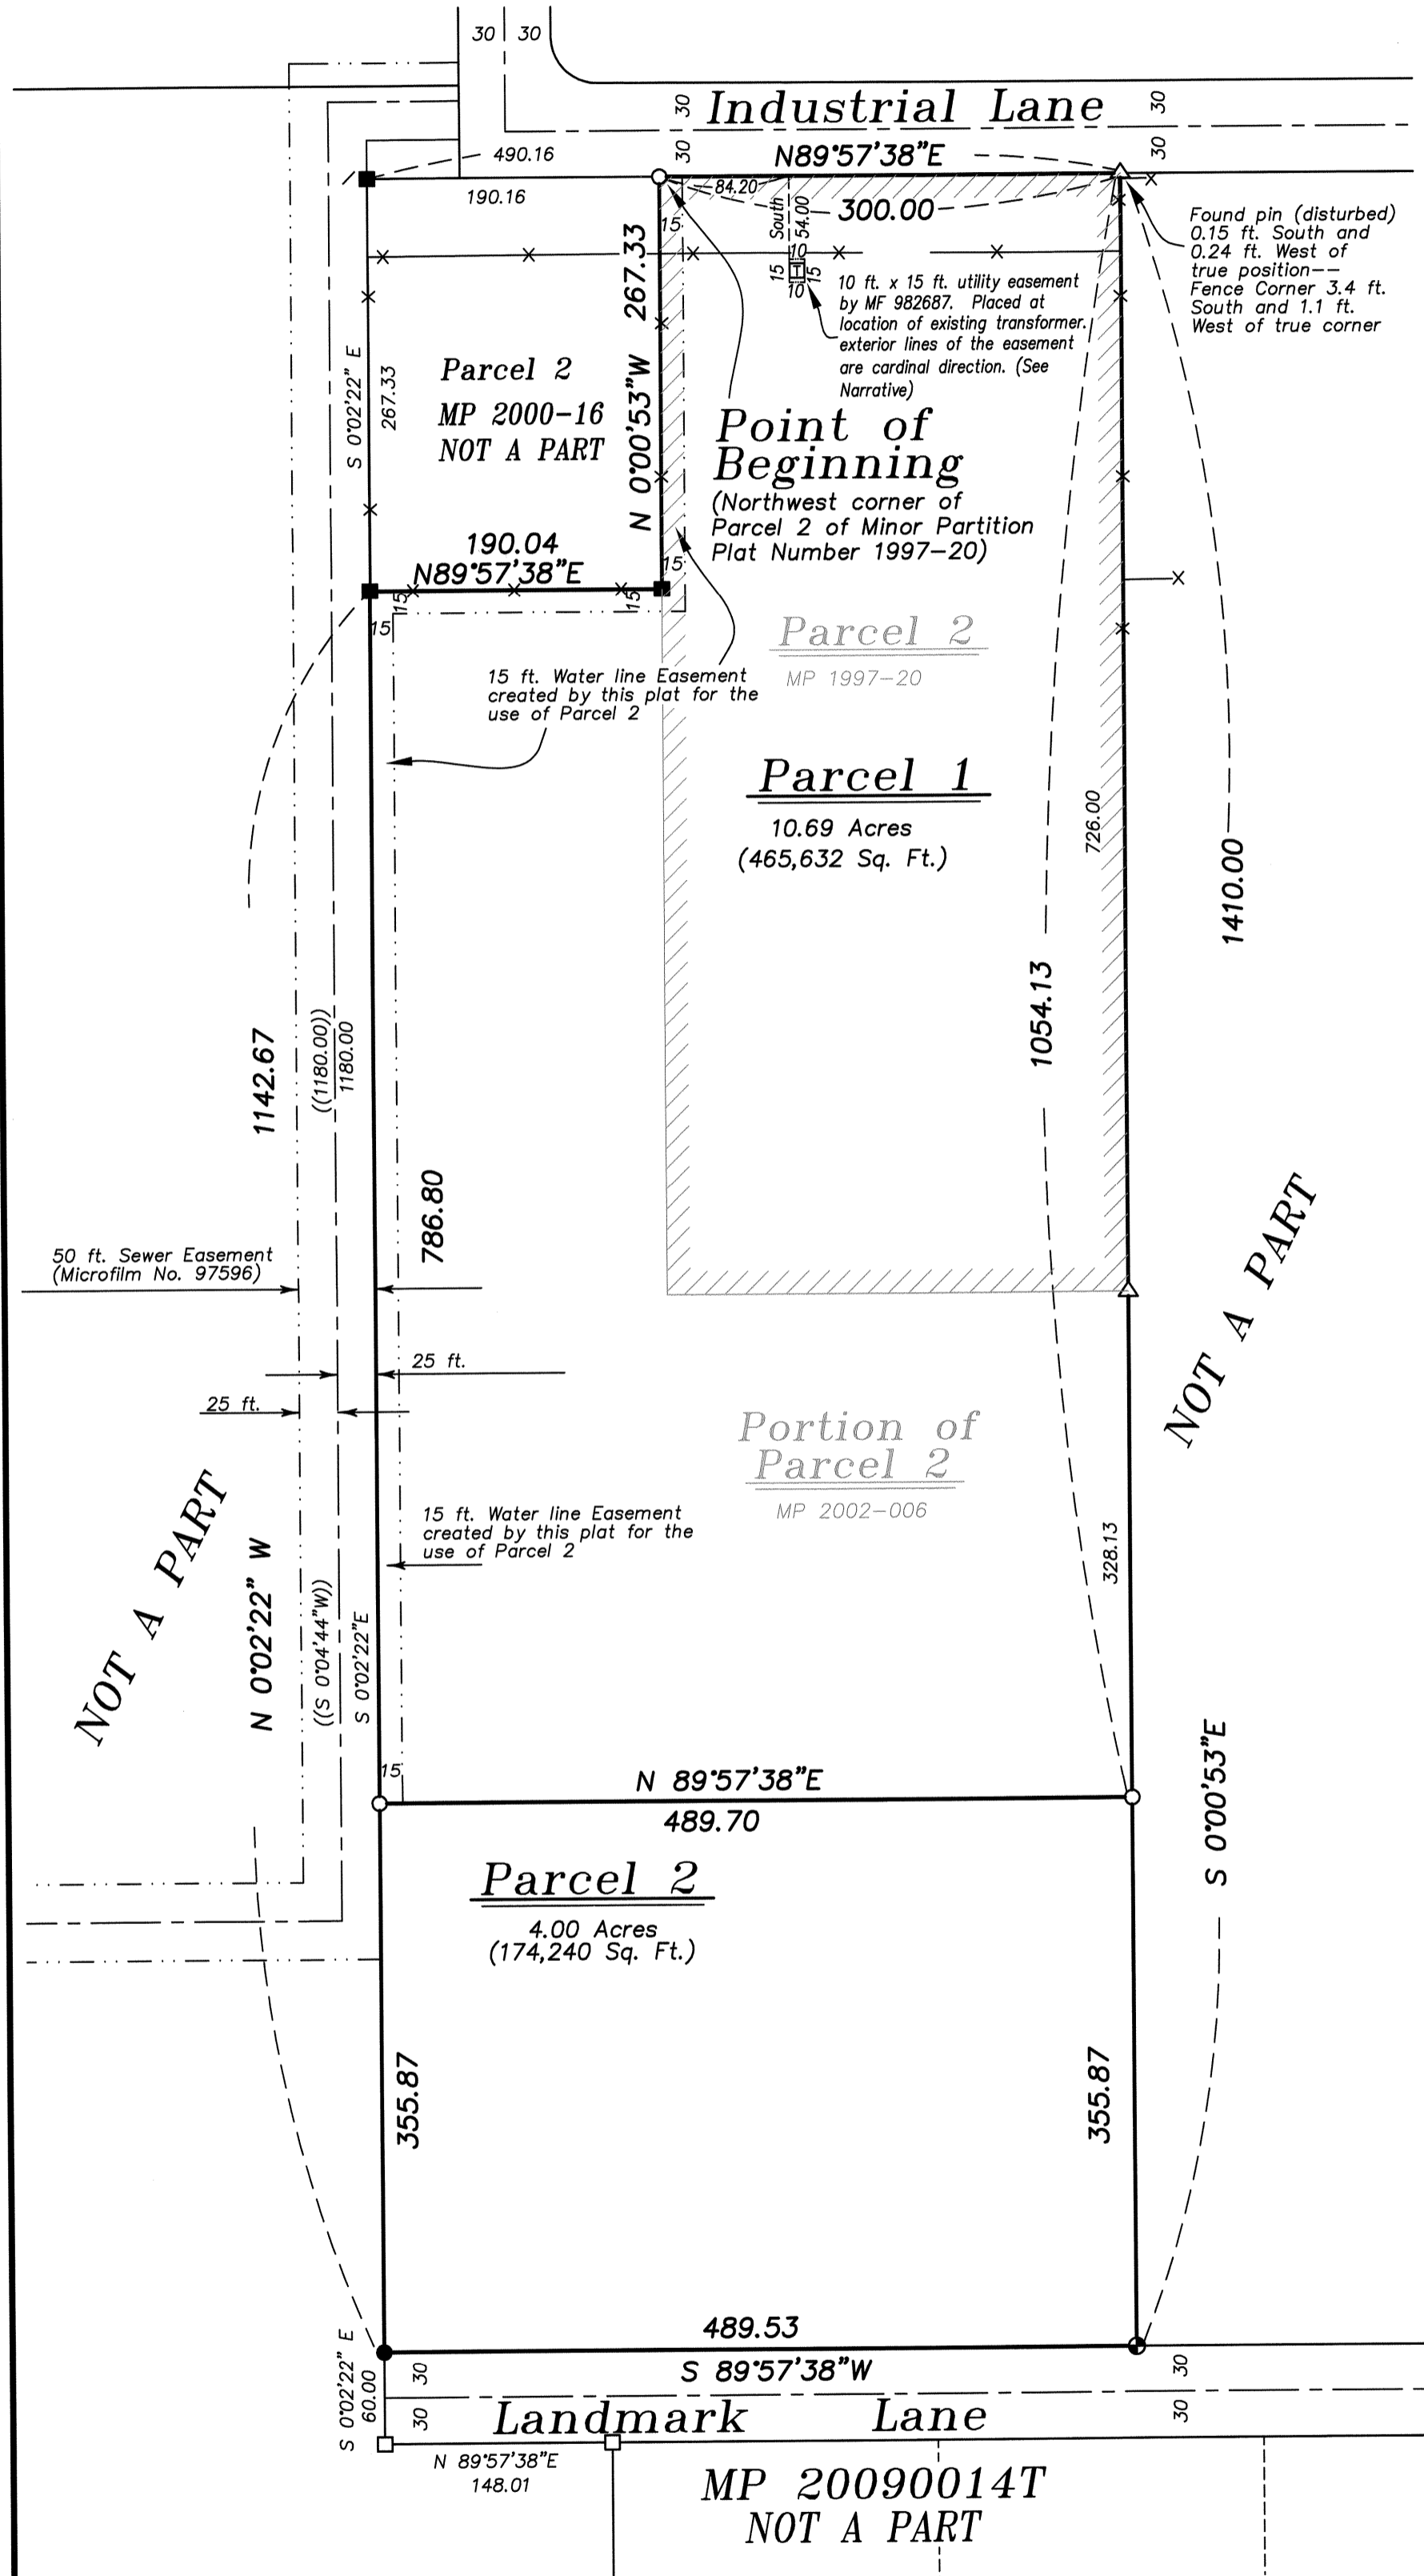 30 30
Industrial Lane
30
30
30
30
490.16
N89°57'38"E
190.16
84.20
300.00
15
South
54.00
10
15
T
15
10
Found pin (disturbed)
0.15 ft. South and
0.24 ft. West of
true position--
Fence Corner 3.4 ft.
South and 1.1 ft.
West of true corner
10 ft. x 15 ft. utility easement
by MF 982687. Placed at
location of existing transformer.
exterior lines of the easement
are cardinal direction. (See
Narrative)
S 0°02'22" E
267.33
Parcel 2
MP 2000-16
NOT A PART
N 0°00'53"W 267.33
Point of
Beginning
(Northwest corner of
Parcel 2 of Minor Partition
Plat Number 1997-20)
190.04
N89°57'38"E
15
15
15
15
Parcel 2
MP 1997-20
15 ft. Water line Easement
created by this plat for the
use of Parcel 2
Parcel 1
10.69 Acres
(465,632 Sq. Ft.)
726.00
1410.00
1054.13
1142.67
((1180.00))
1180.00
786.80
50 ft. Sewer Easement
(Microfilm No. 97596)
25 ft.
25 ft.
NOT A PART
Portion of
Parcel 2
MP 2002-006
NOT A PART
15 ft. Water line Easement
created by this plat for the
use of Parcel 2
328.13
N 0°02'22" W
((S 0°04'44"W))
S 0°02'22"E
15
N 89°57'38"E
489.70
S 0°00'53"E
Parcel 2
4.00 Acres
(174,240 Sq. Ft.)
355.87
355.87
489.53
S 89°57'38"W
S 0°02'22" E
60.00
30
30
30
30
Landmark Lane
N 89°57'38"E
148.01
MP 20090014T
NOT A PART